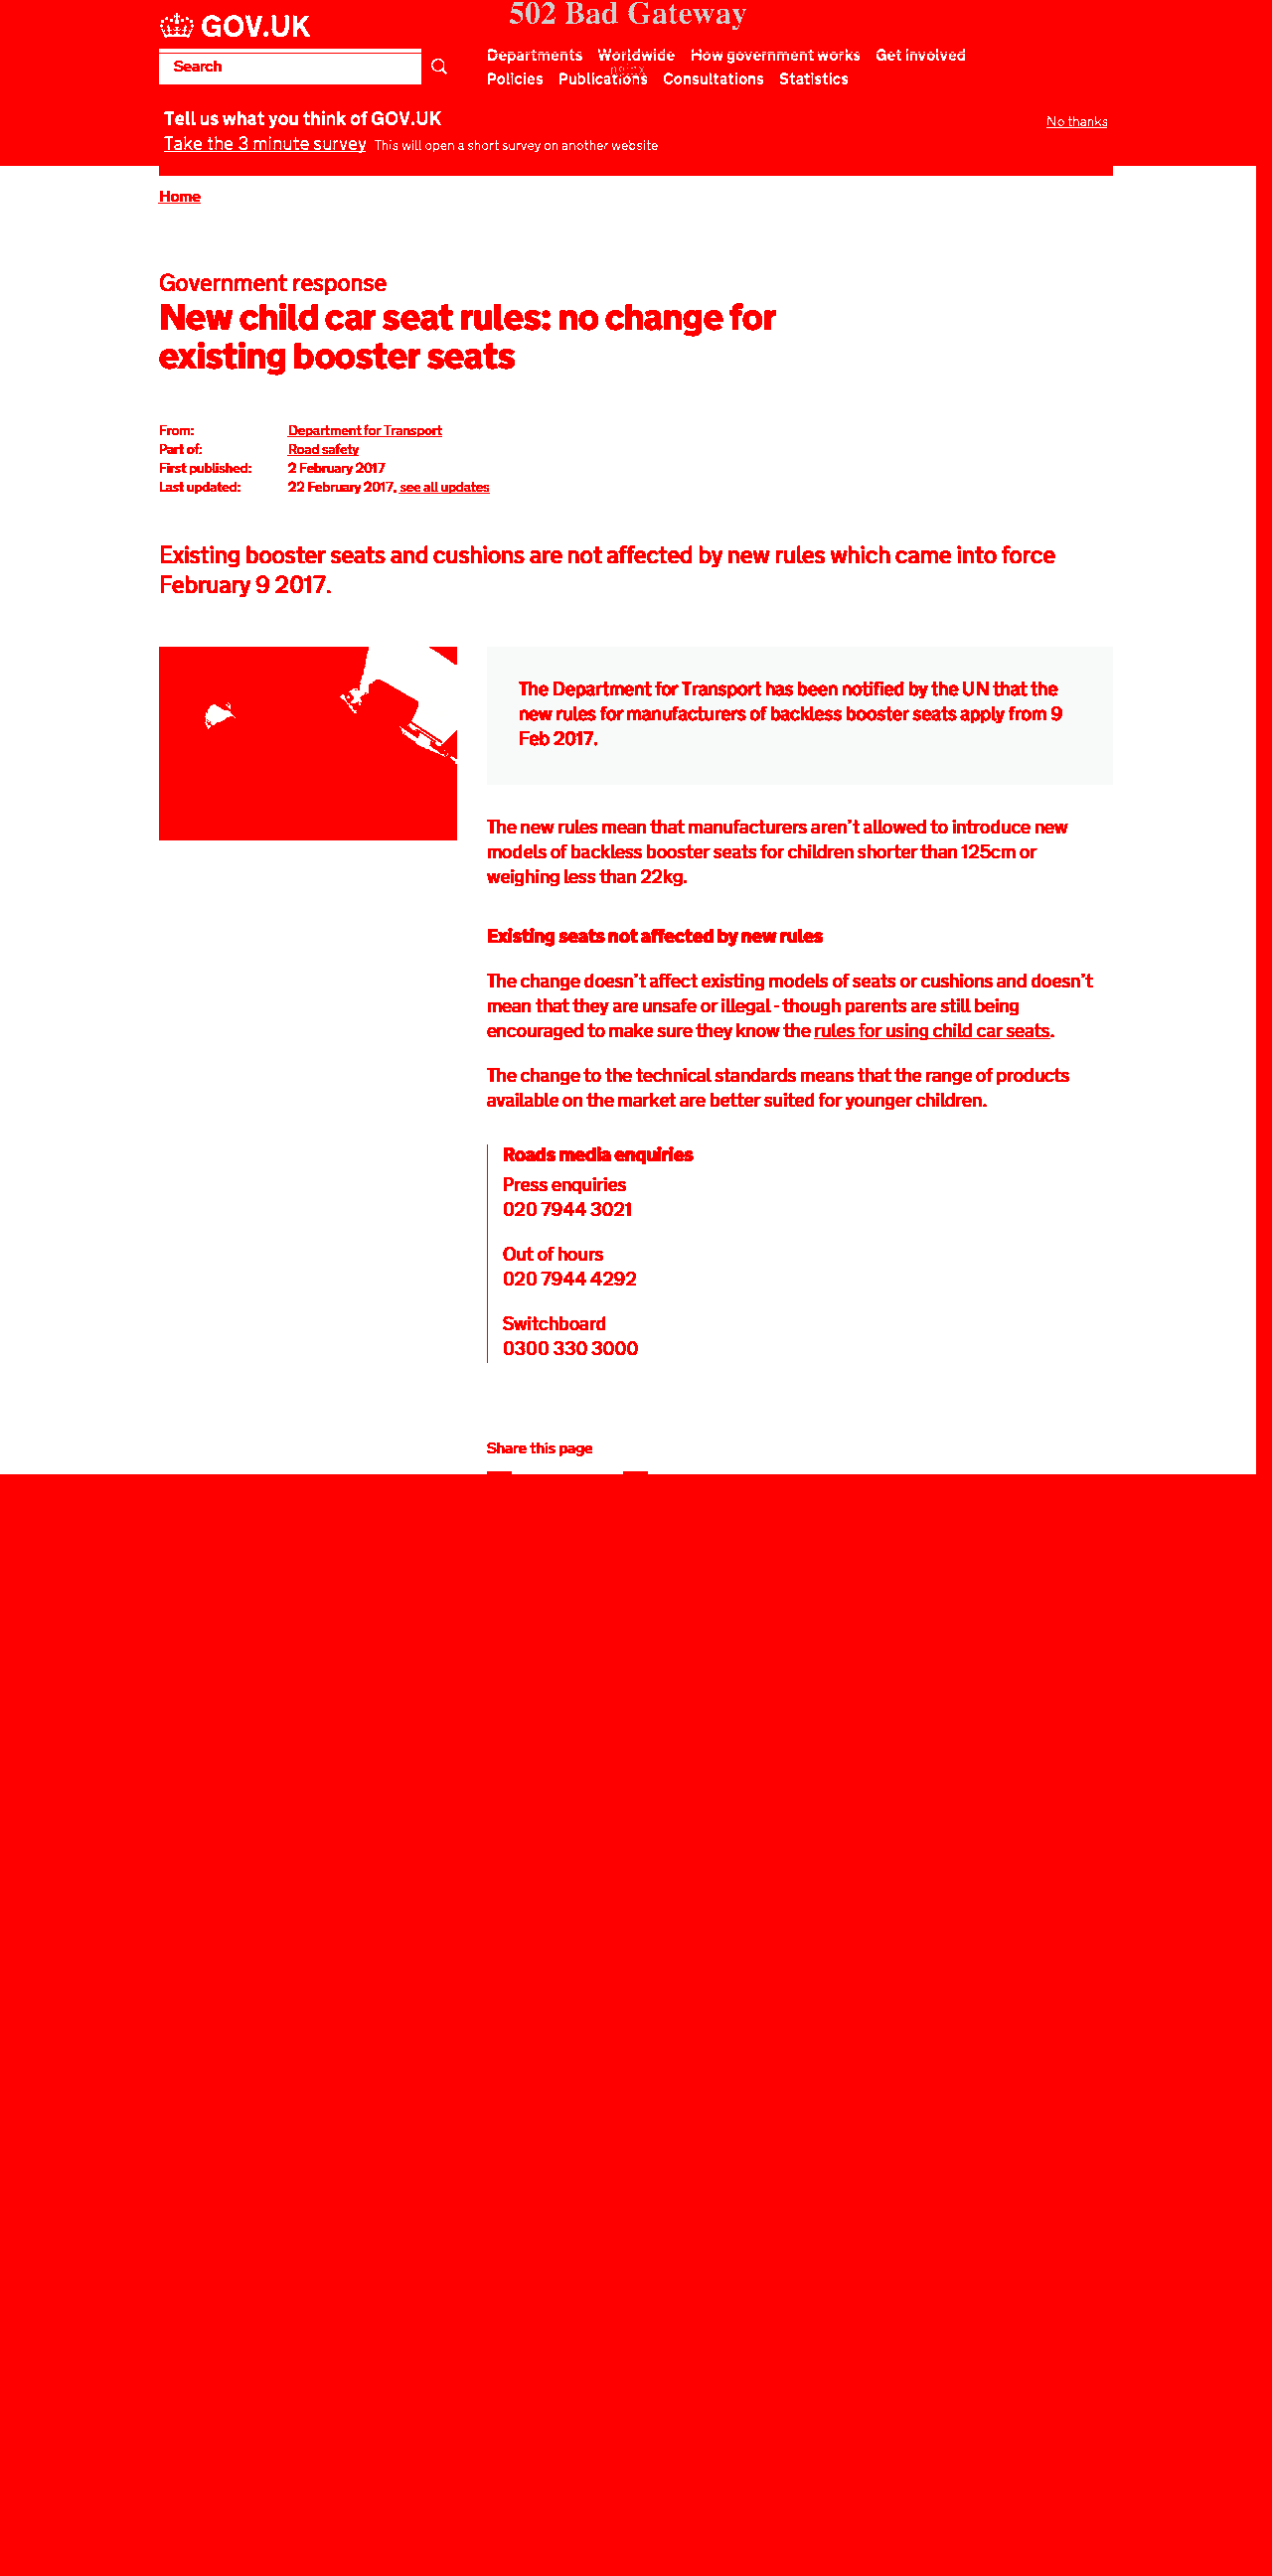 502 Bad Gateway
GOV.UK
Departments Worldwide How government works Get involved
nginx
Search
Policies Publications Consultations Statistics
Tell us what you think of GOV.UK
No thanks
Take the 3 minute survey This will open a short survey on another website
Home
Government response
New child car seat rules: no change for
existing booster seats
From: Department for Transport
Part of: Road safety
First published: 2 February 2017
Last updated: 22 February 2017, see all updates
Existing booster seats and cushions are not affected by new rules which came into force
February 9 2017.
The Department for Transport has been notified by the UN that the
new rules for manufacturers of backless booster seats apply from 9
Feb 2017.
The new rules mean that manufacturers aren't allowed to introduce new
models of backless booster seats for children shorter than 125cm or
weighing less than 22kg.
Existing seats not affected by new rules
The change doesn't affect existing models of seats or cushions and doesn't
mean that they are unsafe or illegal - though parents are still being
encouraged to make sure they know the rules for using child car seats.
The change to the technical standards means that the range of products
available on the market are better suited for younger children.
Roads media enquiries
Press enquiries
020 7944 3021
Out of hours
020 7944 4292
Switchboard
0300 330 3000
Share this page